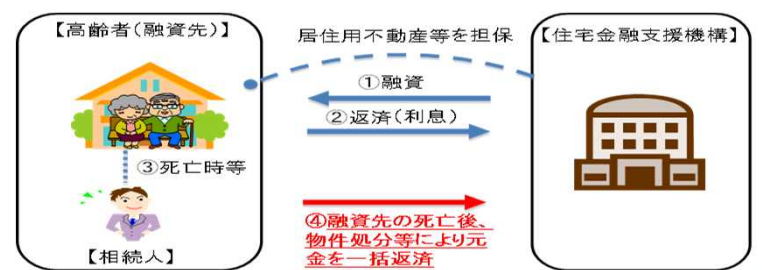 【高齢者(融資先)】
居住用不動産等を担保
【住宅金融支援機構】
①融資
②返済(利息)
③死亡時等
④融資先の死亡後、
物件処分等により元
金を一括返済
【相続人】